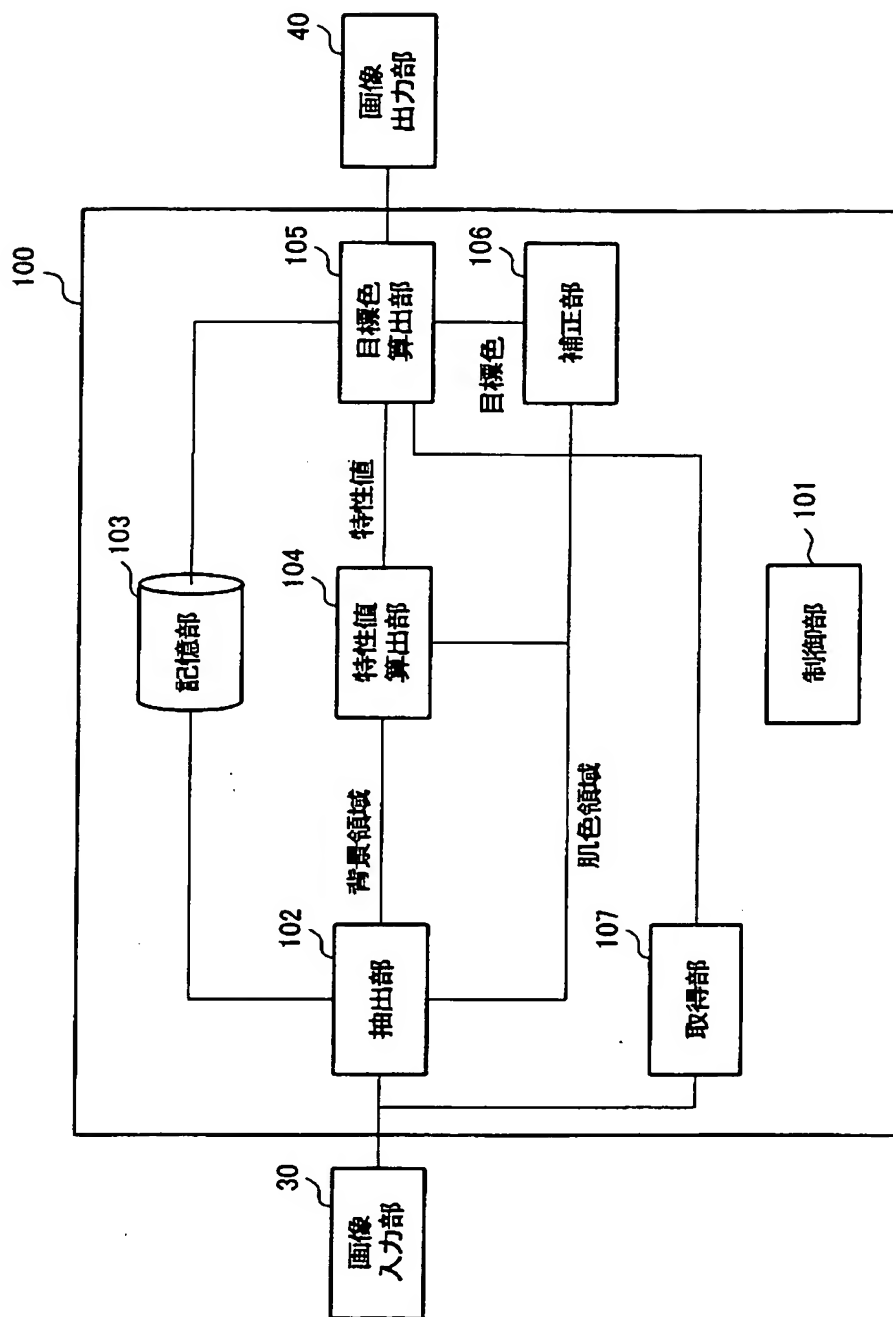 100
30
画像
入力部
102
抽出部
背景領域
103
記憶部
104
特性値
算出部
特性値
105
目標色
算出部
40
画像
出力部
目標色
106
補正部
肌色領域
107
取得部
101
制御部